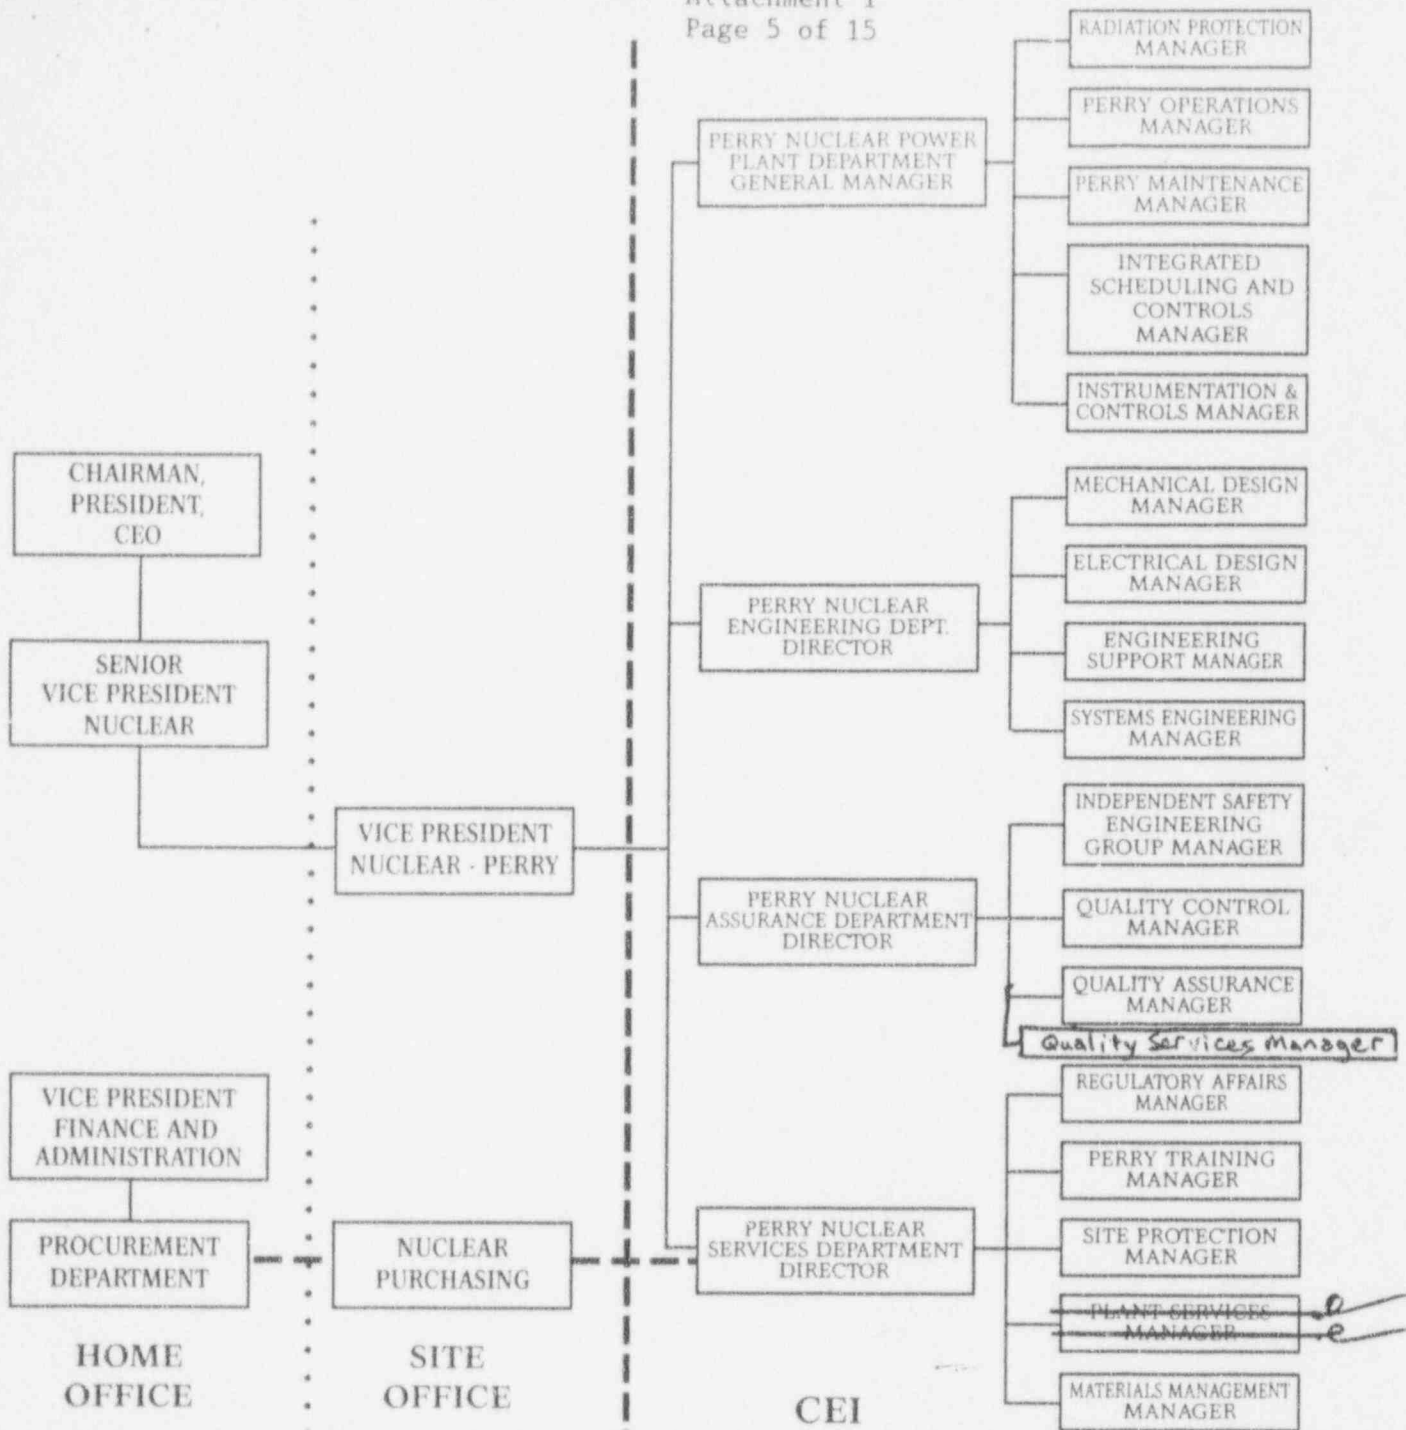 Attachment 1
Page 5 of 15
CHAIRMAN,
PRESIDENT,
CEO
SENIOR
VICE PRESIDENT
NUCLEAR
VICE PRESIDENT
FINANCE AND
ADMINISTRATION
PROCUREMENT
DEPARTMENT
HOME
OFFICE
VICE PRESIDENT
NUCLEAR - PERRY
NUCLEAR
PURCHASING
SITE
OFFICE
PERRY NUCLEAR POWER
PLANT DEPARTMENT
GENERAL MANAGER
PERRY NUCLEAR
ENGINEERING DEPT.
DIRECTOR
PERRY NUCLEAR
ASSURANCE DEPARTMENT
DIRECTOR
PERRY NUCLEAR
SERVICES DEPARTMENT
DIRECTOR
CEI
RADIATION PROTECTION
MANAGER
PERRY OPERATIONS
MANAGER
PERRY MAINTENANCE
MANAGER
INTEGRATED
SCHEDULING AND
CONTROLS
MANAGER
INSTRUMENTATION &
CONTROLS MANAGER
MECHANICAL DESIGN
MANAGER
ELECTRICAL DESIGN
MANAGER
ENGINEERING
SUPPORT MANAGER
SYSTEMS ENGINEERING
MANAGER
INDEPENDENT SAFETY
ENGINEERING
GROUP MANAGER
QUALITY CONTROL
MANAGER
QUALITY ASSURANCE
MANAGER
Quality Services Manager
REGULATORY AFFAIRS
MANAGER
PERRY TRAINING
MANAGER
SITE PROTECTION
MANAGER
PLANT SERVICES
MANAGER
MATERIALS MANAGEMENT
MANAGER